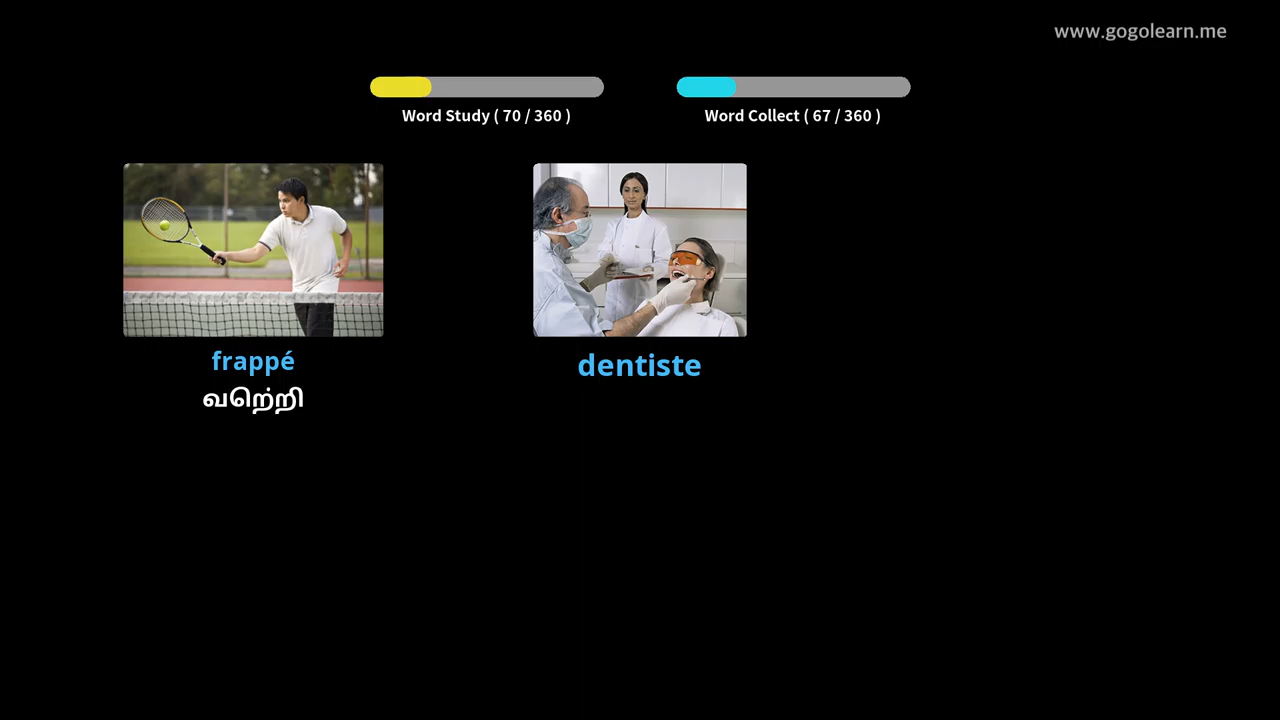 www.gogolearn.me
Word Study ( 70 / 360 )
Word Collect ( 67 / 360 )
frappé
வெற்றி
dentiste